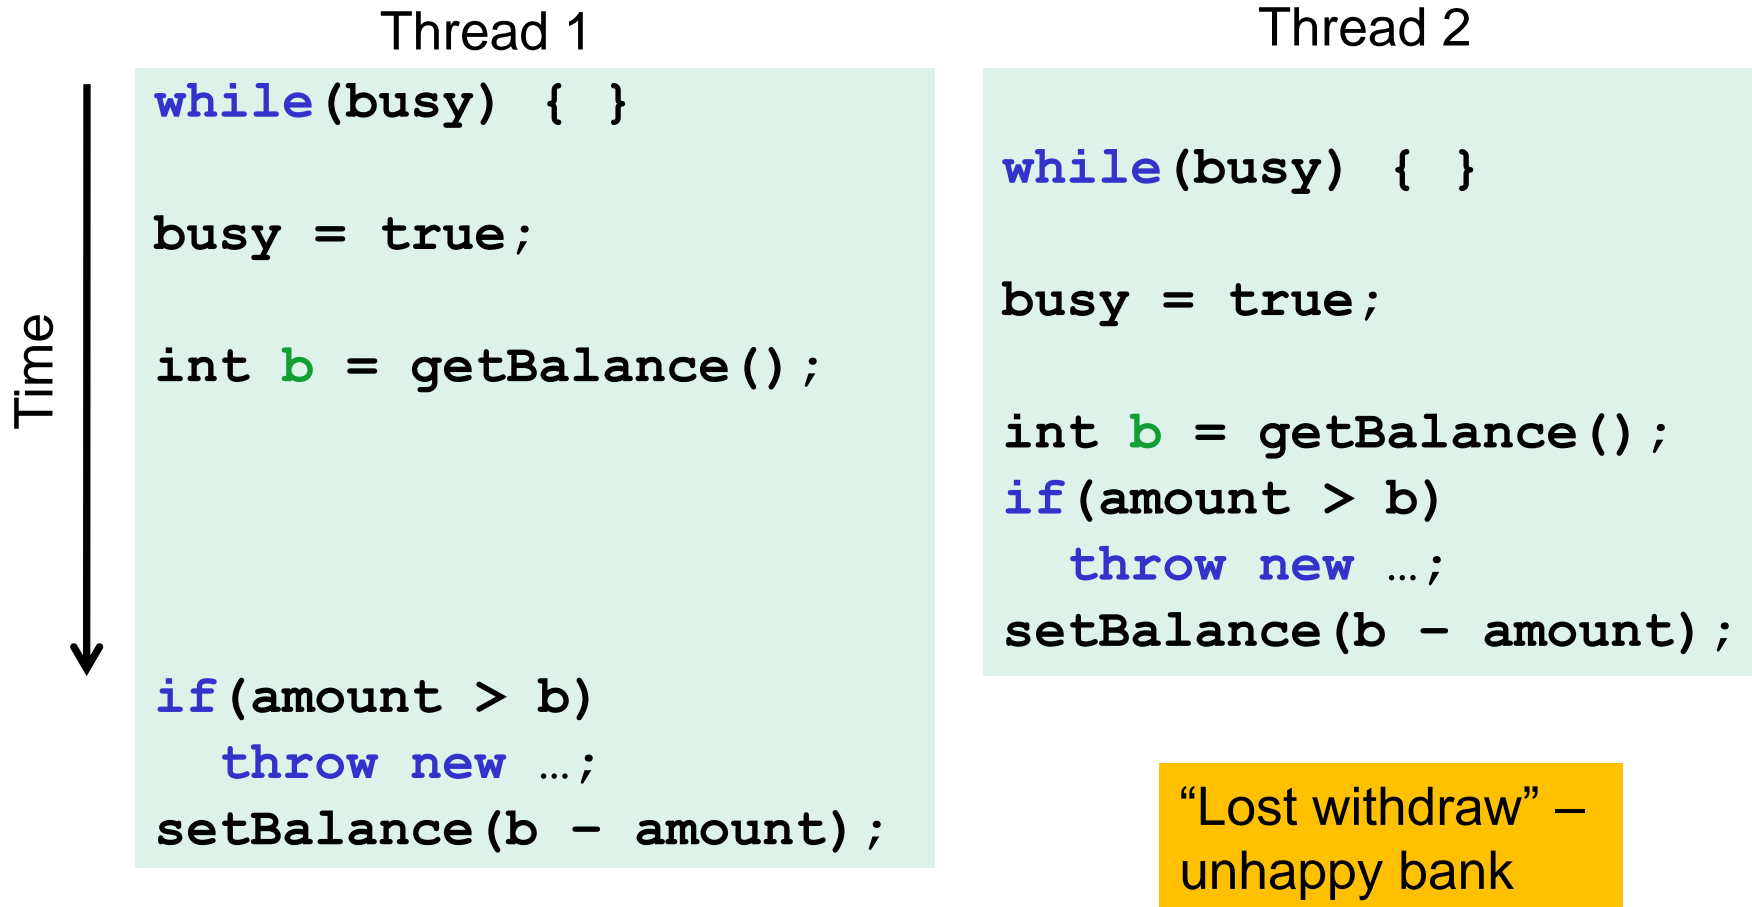 Thread 1
while(busy) { }
busy = true;
int b = getBalance();
if(amount > b)
throw new …;
setBalance(b – amount);
Thread 2
while(busy) { }
busy = true;
int b = getBalance();
if(amount > b)
throw new …;
setBalance(b – amount);
Time
“Lost withdraw” –
unhappy bank